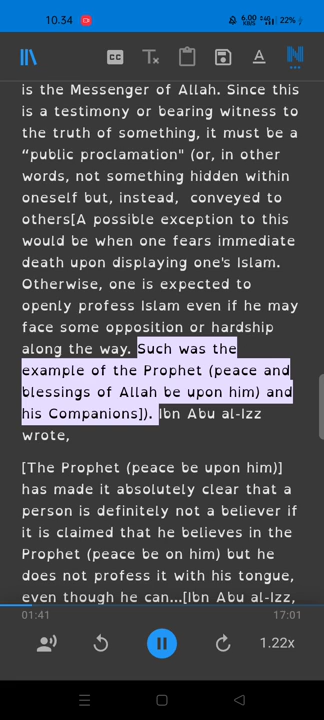 10.34
6.00 KB/S
22%
CC
is the Messenger of Allah. Since this
is a testimony or bearing witness to
the truth of something, it must be a
“public proclamation" (or, in other
words, not something hidden within
oneself but, instead, conveyed to
others[A possible exception to this
would be when one fears immediate
death upon displaying one's Islam.
Otherwise, one is expected to
openly profess Islam even if he may
face some opposition or hardship
along the way. Such was the
example of the Prophet (peace and
blessings of Allah be upon him) and
his Companions]). Ibn Abu al-Izz
wrote,
[The Prophet (peace be upon him)]
has made it absolutely clear that a
person is definitely not a believer if
it is claimed that he believes in the
Prophet (peace be on him) but he
does not profess it with his tongue,
even though he can...[Ibn Abu al-Izz,
01:41
17:01
1.22x